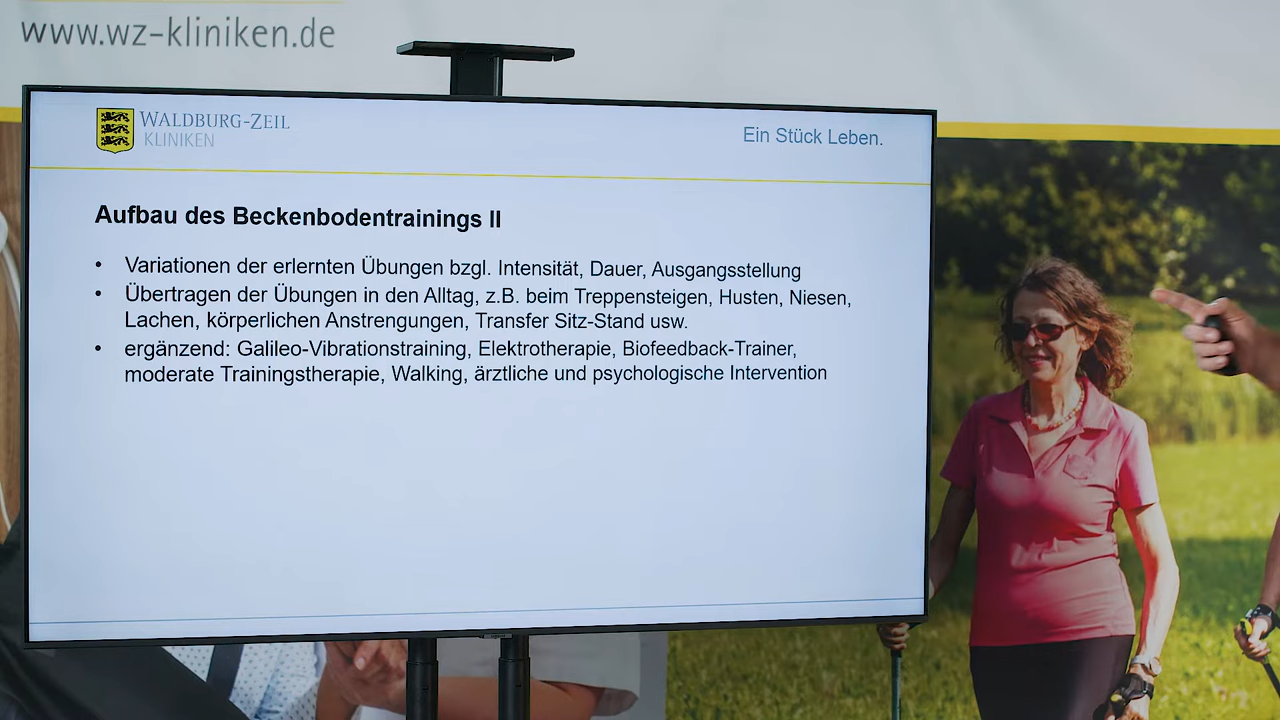 www.wz-kliniken.de
WALDBURG-ZEIL
KLINIKEN
Ein Stück Leben.
Aufbau des Beckenbodentrainings II
• Variationen der erlernten Übungen bzgl. Intensität, Dauer, Ausgangsstellung
• Übertragen der Übungen in den Alltag, z.B. beim Treppensteigen, Husten, Niesen,
Lachen, körperlichen Anstrengungen, Transfer Sitz-Stand usw.
• ergänzend: Galileo-Vibrationstraining, Elektrotherapie, Biofeedback-Trainer,
moderate Trainingstherapie, Walking, ärztliche und psychologische Intervention